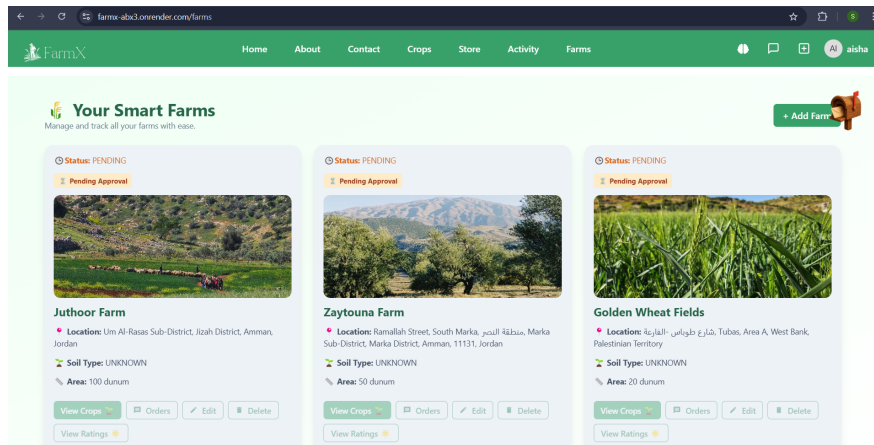 farmx-abx3.onrender.com/farms
S
FarmX
Home About Contact Crops Store Activity Farms
AI aisha
Your Smart Farms
Manage and track all your farms with ease.
+ Add Farm
Status: PENDING
Pending Approval
Juthoor Farm
Location: Um Al-Rasas Sub-District, Jizah District, Amman,
Jordan
Soil Type: UNKNOWN
Area: 100 dunum
View Crops Orders Edit Delete
View Ratings
Status: PENDING
Pending Approval
Zaytouna Farm
Location: Ramallah Street, South Marka, منطقة النصر, Marka
Sub-District, Marka District, Amman, 11131, Jordan
Soil Type: UNKNOWN
Area: 50 dunum
View Crops Orders Edit Delete
View Ratings
Status: PENDING
Pending Approval
Golden Wheat Fields
Location: شارع طوباس -الفارعة, Tubas, Area A, West Bank,
Palestinian Territory
Soil Type: UNKNOWN
Area: 20 dunum
View Crops Orders Edit Delete
View Ratings